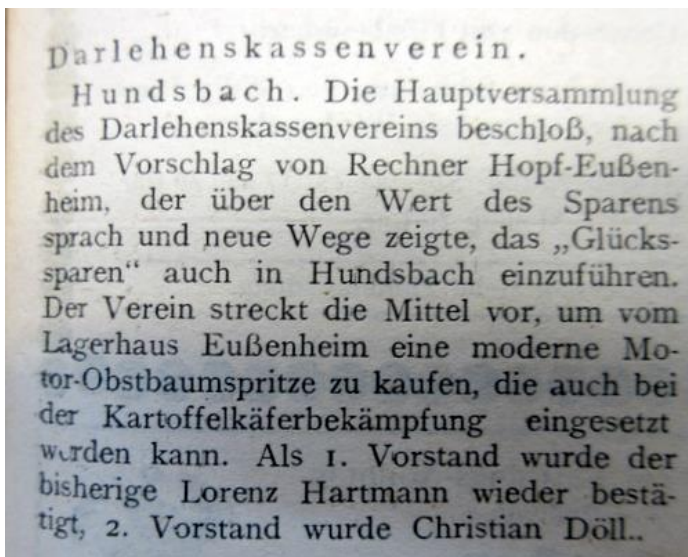 Darlehenskassenverein.
Hundsbach. Die Hauptversammlung
des Darlehenskassenvereins beschloß, nach
dem Vorschlag von Rechner Hopf-Eußen-
heim, der über den Wert des Sparens
sprach und neue Wege zeigte, das „Glücks-
sparen“ auch in Hundsbach einzuführen.
Der Verein streckt die Mittel vor, um vom
Lagerhaus Eußenheim eine moderne Mo-
tor-Obstbaumspritze zu kaufen, die auch bei
der Kartoffelkäferbekämpfung eingesetzt
werden kann. Als 1. Vorstand wurde der
bisherige Lorenz Hartmann wieder bestä-
tigt, 2. Vorstand wurde Christian Döll..